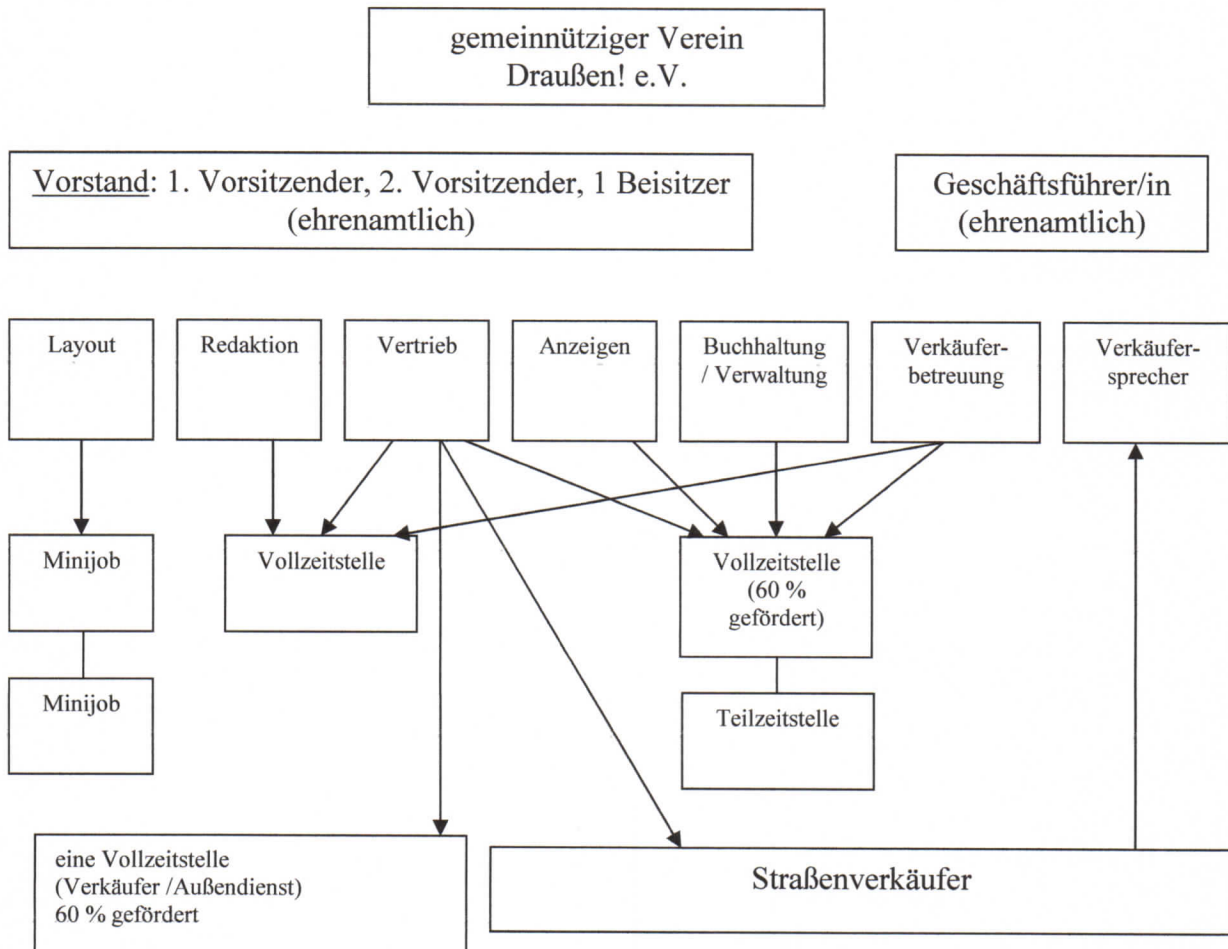 gemeinnütziger Verein
Draußen! e.V.
Vorstand: 1. Vorsitzender, 2. Vorsitzender, 1 Beisitzer
(ehrenamtlich)
Geschäftsführer/in
(ehrenamtlich)
Layout
Redaktion
Vertrieb
Anzeigen
Buchhaltung
/ Verwaltung
Verkäufer-
betreuung
Verkäufer-
sprecher
Minijob
Vollzeitstelle
Vollzeitstelle
(60 %
gefördert)
Minijob
Teilzeitstelle
eine Vollzeitstelle
(Verkäufer /Außendienst)
60 % gefördert
Straßenverkäufer